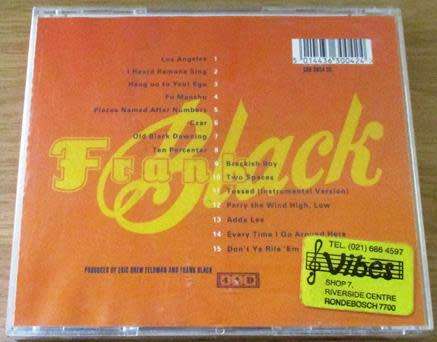 Los Angeles 1
I Heard Ramona Sing 2
Hang on to Your Ego 3
Fu Manchu 4
Places Named After Numbers 5
Czar 6
Old Black Dawning 7
Ten Percenter 8
9 Brackish Boy
10 Two Spaces
11 Tossed (Instrumental Version)
12 Parry the Wind High, Low
13 Adda Lee
14 Every Time I Go Around Here
15 Don't Ya Rile 'Em
Frank Black
PRODUCED BY ERIC DREW FELDMAN AND FRANK BLACK
4AD
TEL. (021) 686 4597
Vibes
SHOP 7,
RIVERSIDE CENTRE
RONDEBOSCH 7700